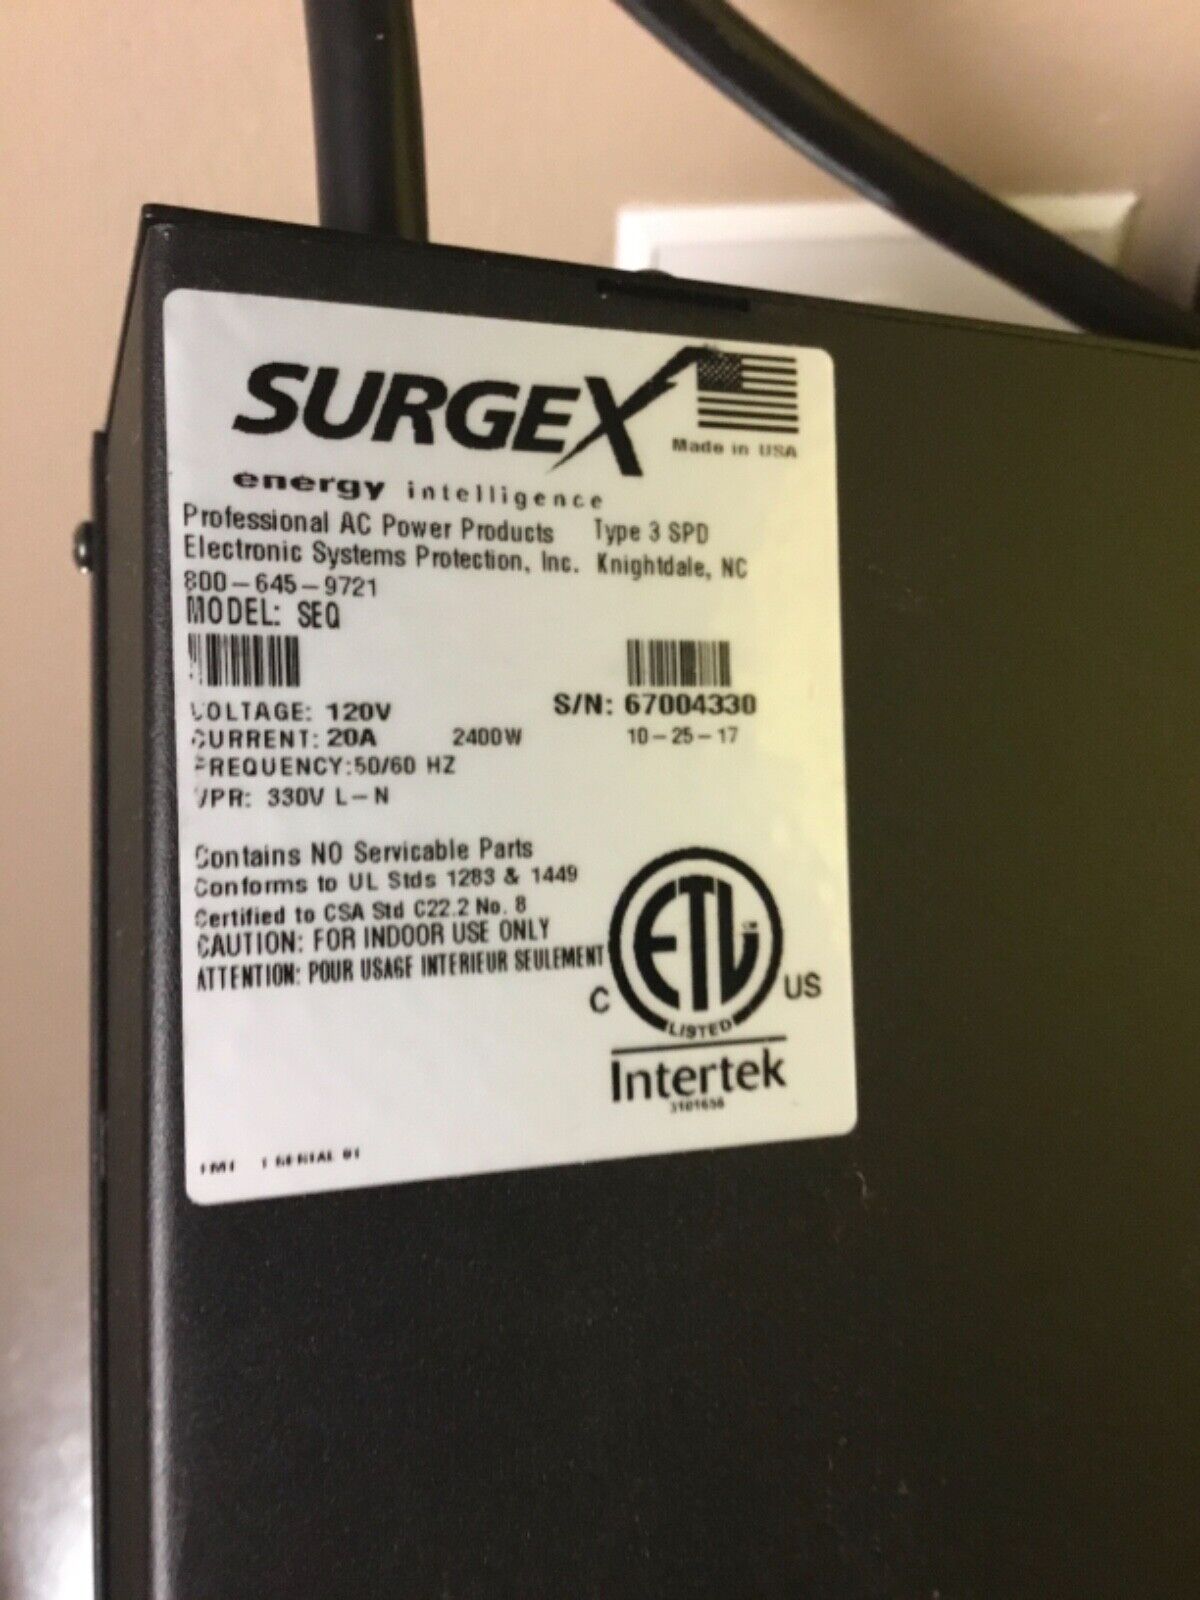 SURGEX
Made in USA
energy intelligence
Professional AC Power Products Type 3 SPD
Electronic Systems Protection, Inc. Knightdale, NC
800-645-9721
MODEL: SEQ
VOLTAGE: 120V S/N: 67004330
CURRENT: 20A 2400W 10-25-17
FREQUENCY:50/60 HZ
VPR: 330V L-N
Contains NO Servicable Parts
Conforms to UL Stds 1283 & 1449
Certified to CSA Std C22.2 No. 8
CAUTION: FOR INDOOR USE ONLY
ATTENTION: POUR USAGE INTERIEUR SEULEMENT
ETL
C US
LISTED
Intertek
3101656
SERIAL 01